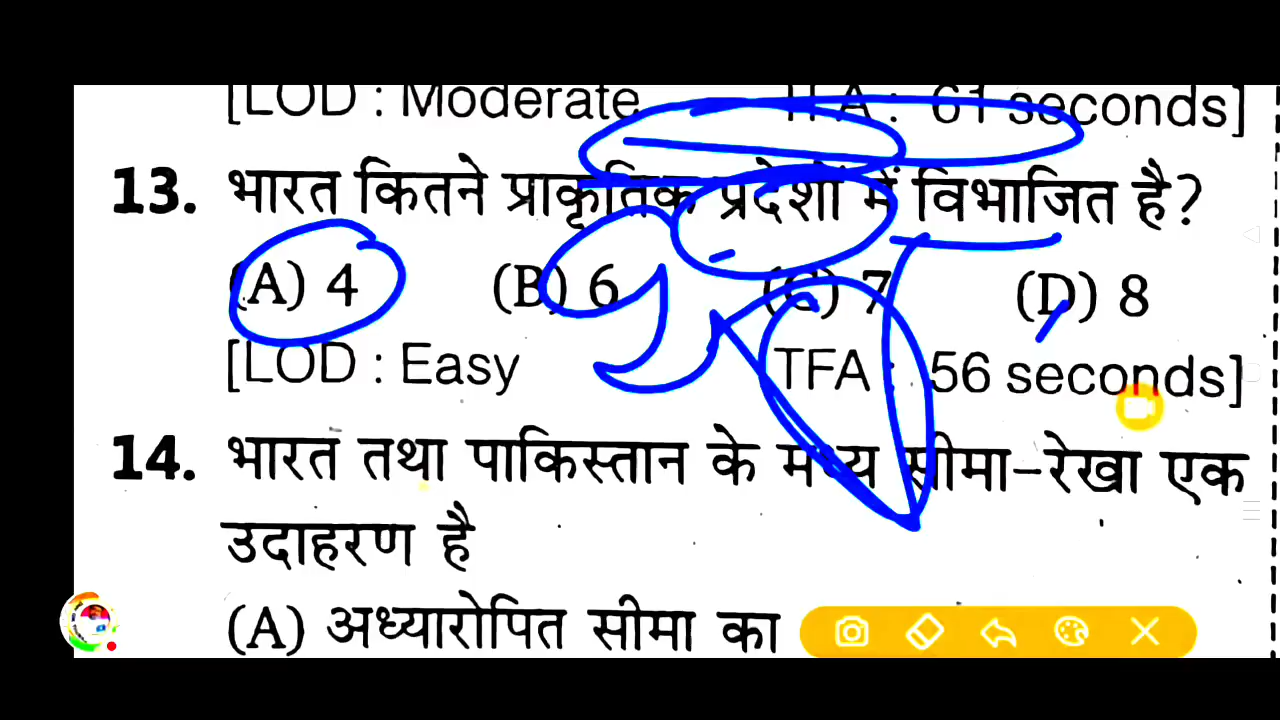 [LOD : Moderate TFA : 61 seconds]
13. भारत कितने प्राकृतिक प्रदेशों में विभाजित है?
(A) 4 (B) 6 (C) 7 (D) 8
[LOD : Easy TFA : 56 seconds]
14. भारत तथा पाकिस्तान के मध्य सीमा-रेखा एक
उदाहरण है
(A) अध्यारोपित सीमा का